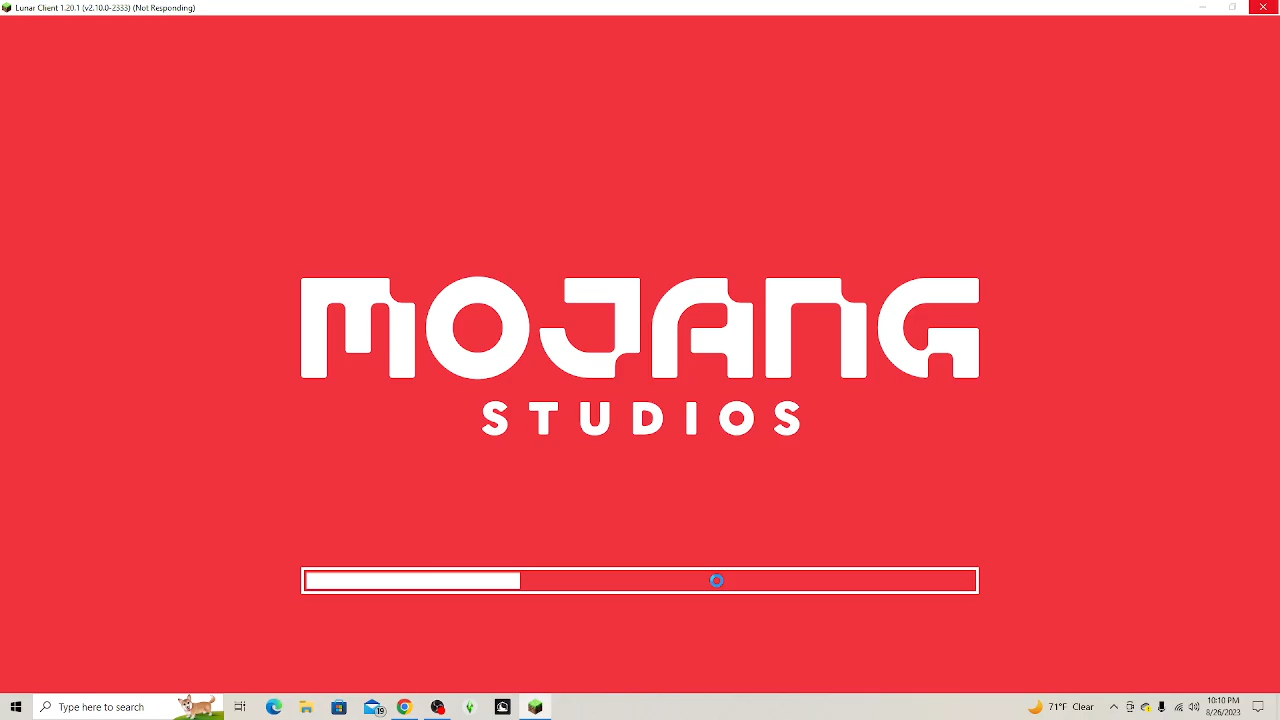 Lunar Client 1.20.1 (v2.10.0-2333) (Not Responding)
MOJANG
STUDIOS
Type here to search
19
71°F Clear
10:10 PM
8/26/2023